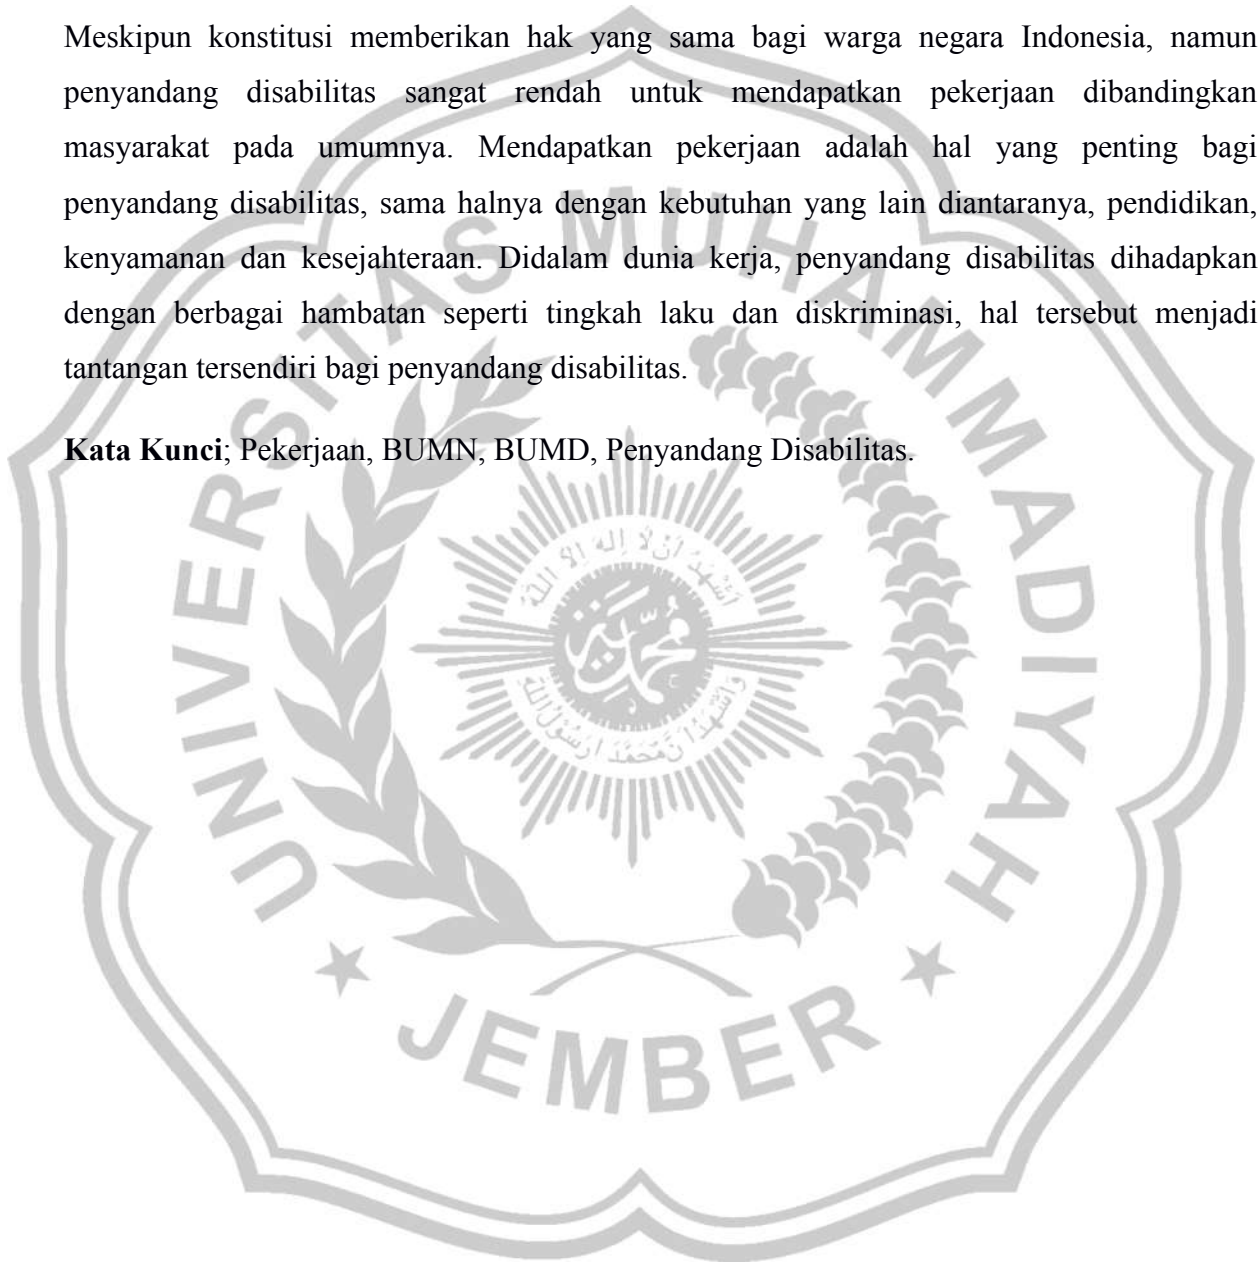 Meskipun konstitusi memberikan hak yang sama bagi warga negara Indonesia, namun
penyandang disabilitas sangat rendah untuk mendapatkan pekerjaan dibandingkan
masyarakat pada umumnya. Mendapatkan pekerjaan adalah hal yang penting bagi
penyandang disabilitas, sama halnya dengan kebutuhan yang lain diantaranya, pendidikan,
kenyamanan dan kesejahteraan. Didalam dunia kerja, penyandang disabilitas dihadapkan
dengan berbagai hambatan seperti tingkah laku dan diskriminasi, hal tersebut menjadi
tantangan tersendiri bagi penyandang disabilitas.
Kata Kunci; Pekerjaan, BUMN, BUMD, Penyandang Disabilitas.
UNIVERSITAS MUHAMMADIYAH
JEMBER